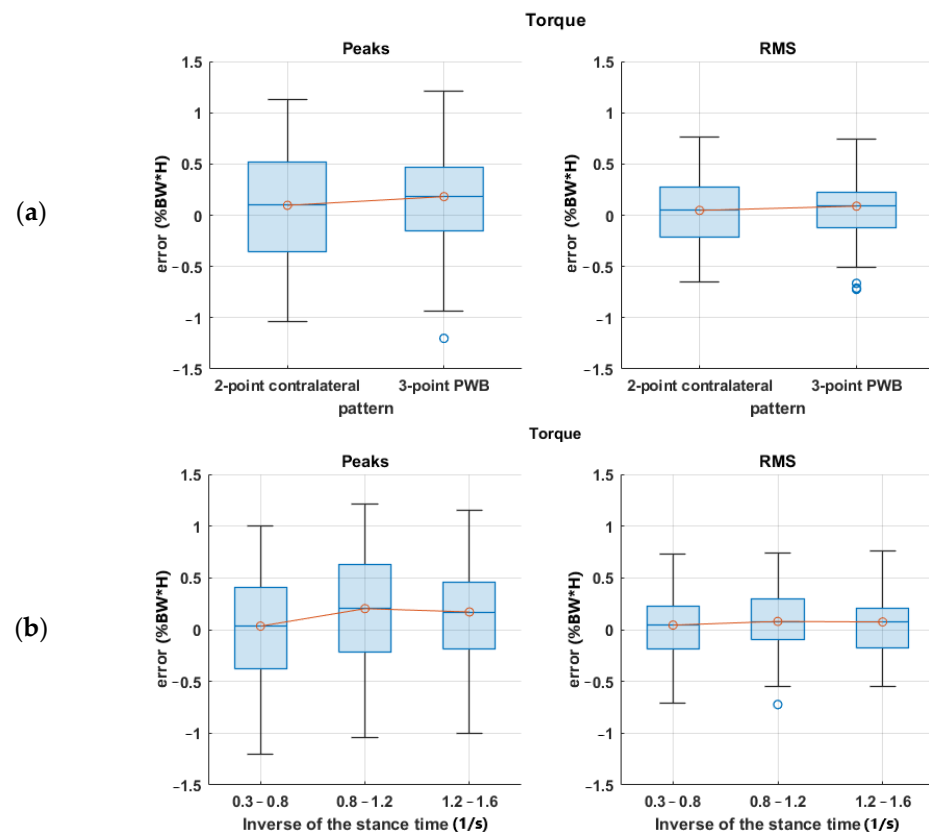 Torque
Peaks
RMS
(a)
error (%BW*H)
1.5
1
0.5
0
−0.5
−1
−1.5
2-point contralateral
3-point PWB
pattern
error (%BW*H)
1.5
1
0.5
0
−0.5
−1
−1.5
2-point contralateral
3-point PWB
pattern
Torque
Peaks
RMS
(b)
error (%BW*H)
1.5
1
0.5
0
−0.5
−1
−1.5
0.3 – 0.8
0.8 – 1.2
1.2 – 1.6
Inverse of the stance time (1/s)
error (%BW*H)
1.5
1
0.5
0
−0.5
−1
−1.5
0.3 – 0.8
0.8 – 1.2
1.2 – 1.6
Inverse of the stance time (1/s)